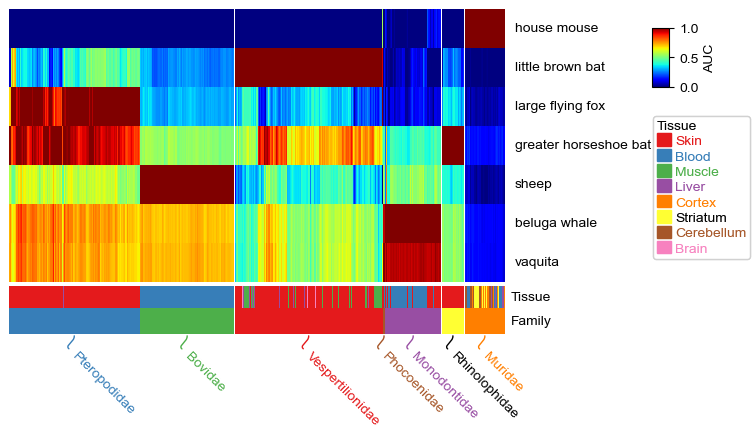 house mouse
little brown bat
large flying fox
greater horseshoe bat
sheep
beluga whale
vaquita
1.0
0.5
0.0
AUC
Tissue
Skin
Blood
Muscle
Liver
Cortex
Striatum
Cerebellum
Brain
Tissue
Family
Pteropodidae
Bovidae
Vespertilionidae
Phocoenidae
Monodontidae
Rhinolophidae
Muridae